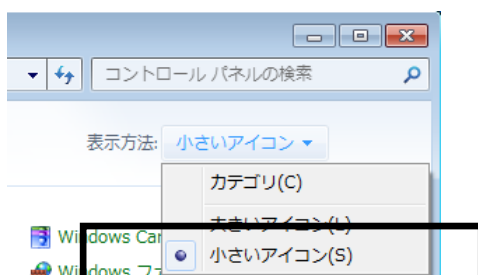 コントロール パネルの検索
表示方法: 小さいアイコン
カテゴリ(C)
大きいアイコン(L)
Windows Car
小さいアイコン(S)
Windows ファ